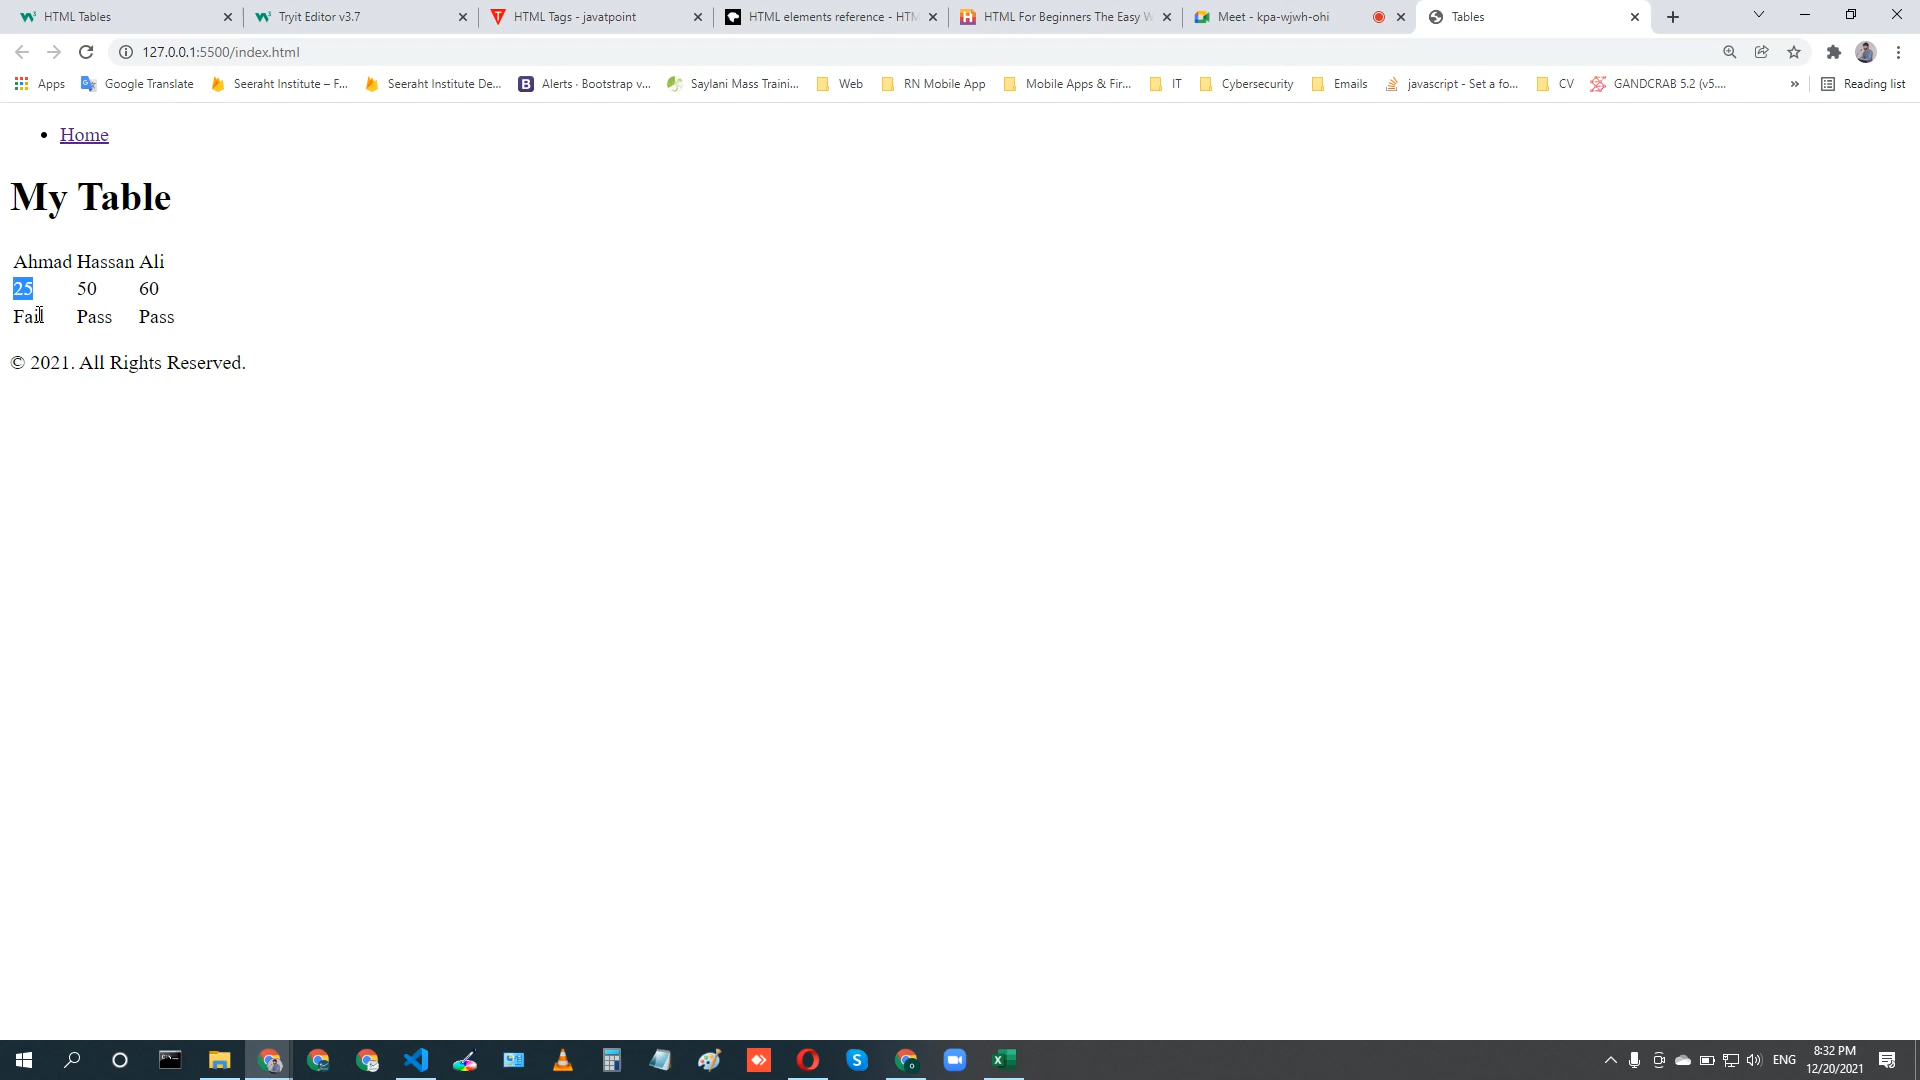 HTML Tables
Tryit Editor v3.7
HTML Tags - javatpoint
HTML elements reference - HTM
HTML For Beginners The Easy W
Meet - kpa-wjwh-ohi
Tables
127.0.0.1:5500/index.html
Apps
Google Translate
Seeraht Institute – F...
Seeraht Institute De...
Alerts · Bootstrap v...
Saylani Mass Traini...
Web
RN Mobile App
Mobile Apps & Fir...
IT
Cybersecurity
Emails
javascript - Set a fo...
CV
GANDCRAB 5.2 (v5....
»
Reading list
• Home
My Table
Ahmad Hassan Ali
25 50 60
Fail Pass Pass
© 2021. All Rights Reserved.
ENG
8:32 PM
12/20/2021